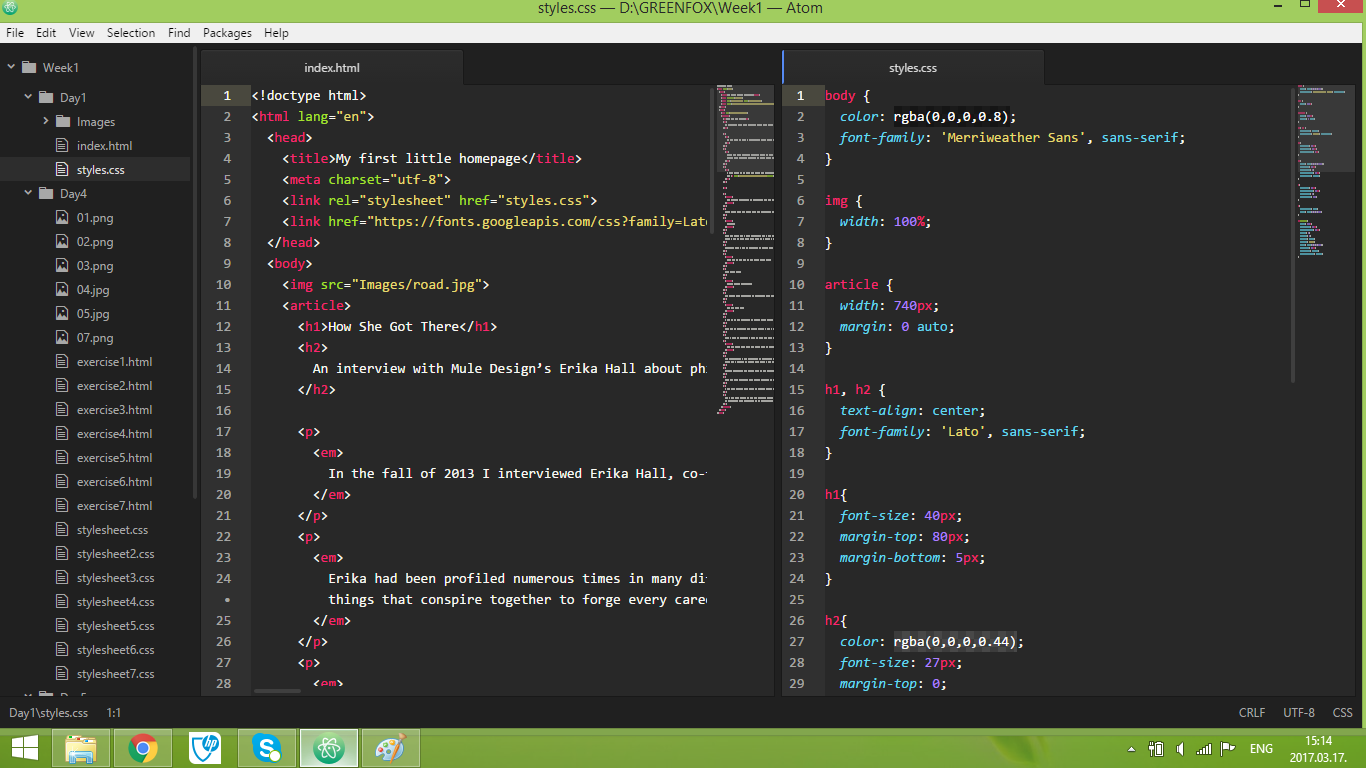 styles.css — D:\GREENFOX\Week1 — Atom
File Edit View Selection Find Packages Help
Week1
Day1
Images
index.html
styles.css
Day4
01.png
02.png
03.png
04.jpg
05.jpg
07.png
exercise1.html
exercise2.html
exercise3.html
exercise4.html
exercise5.html
exercise6.html
exercise7.html
stylesheet.css
stylesheet2.css
stylesheet3.css
stylesheet4.css
stylesheet5.css
stylesheet6.css
stylesheet7.css
index.html
1 <!doctype html>
2 <html lang="en">
3 <head>
4 <title>My first little homepage</title>
5 <meta charset="utf-8">
6 <link rel="stylesheet" href="styles.css">
7 <link href="https://fonts.googleapis.com/css?family=Lat
8 </head>
9 <body>
10 <img src="Images/road.jpg">
11 <article>
12 <h1>How She Got There</h1>
13 <h2>
14 An interview with Mule Design’s Erika Hall about ph
15 </h2>
16
17 <p>
18 <em>
19 In the fall of 2013 I interviewed Erika Hall, co-
20 </em>
21 </p>
22 <p>
23 <em>
24 Erika had been profiled numerous times in many di
• things that conspire together to forge every care
25 </em>
26 </p>
27 <p>
28 <em>
styles.css
1 body {
2 color: rgba(0,0,0,0.8);
3 font-family: 'Merriweather Sans', sans-serif;
4 }
5
6 img {
7 width: 100%;
8 }
9
10 article {
11 width: 740px;
12 margin: 0 auto;
13 }
14
15 h1, h2 {
16 text-align: center;
17 font-family: 'Lato', sans-serif;
18 }
19
20 h1{
21 font-size: 40px;
22 margin-top: 80px;
23 margin-bottom: 5px;
24 }
25
26 h2{
27 color: rgba(0,0,0,0.44);
28 font-size: 27px;
29 margin-top: 0;
Day1\styles.css 1:1
CRLF UTF-8 CSS
hp
ENG
15:14
2017.03.17.